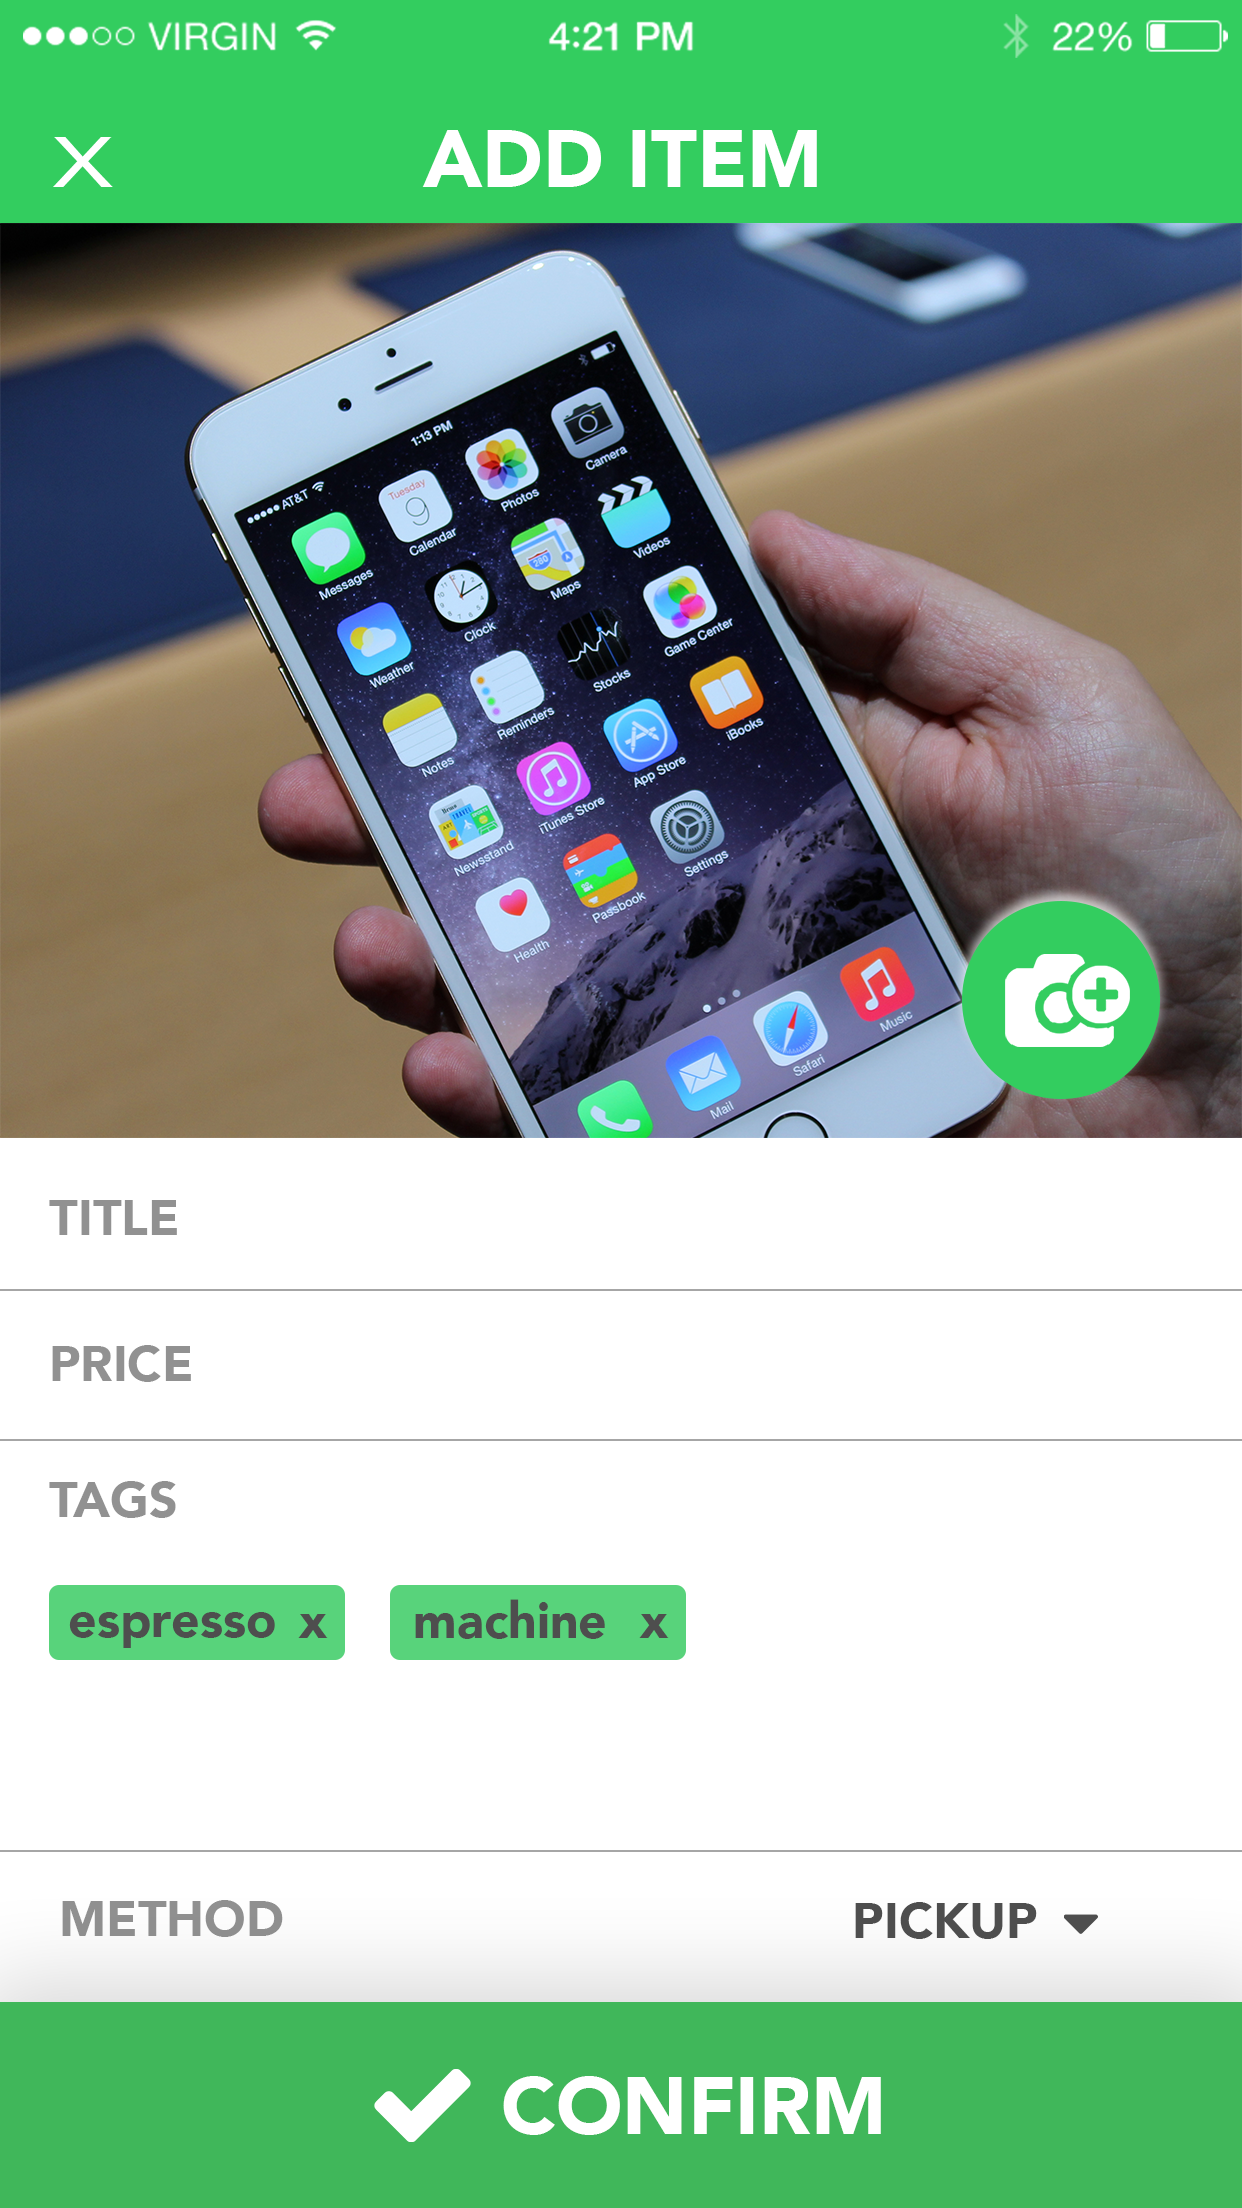 VIRGIN 4:21 PM 22%
ADD ITEM
AT&T 1:13 PM
Messages
Tuesday
9
Calendar
Photos
Camera
Weather
Clock
280
Maps
Videos
Notes
Reminders
Stocks
Game Center
Newsstand
iTunes Store
App Store
iBooks
Health
Passbook
Settings
Mail
Safari
Music
TITLE
PRICE
TAGS
espresso x machine x
METHOD PICKUP
CONFIRM